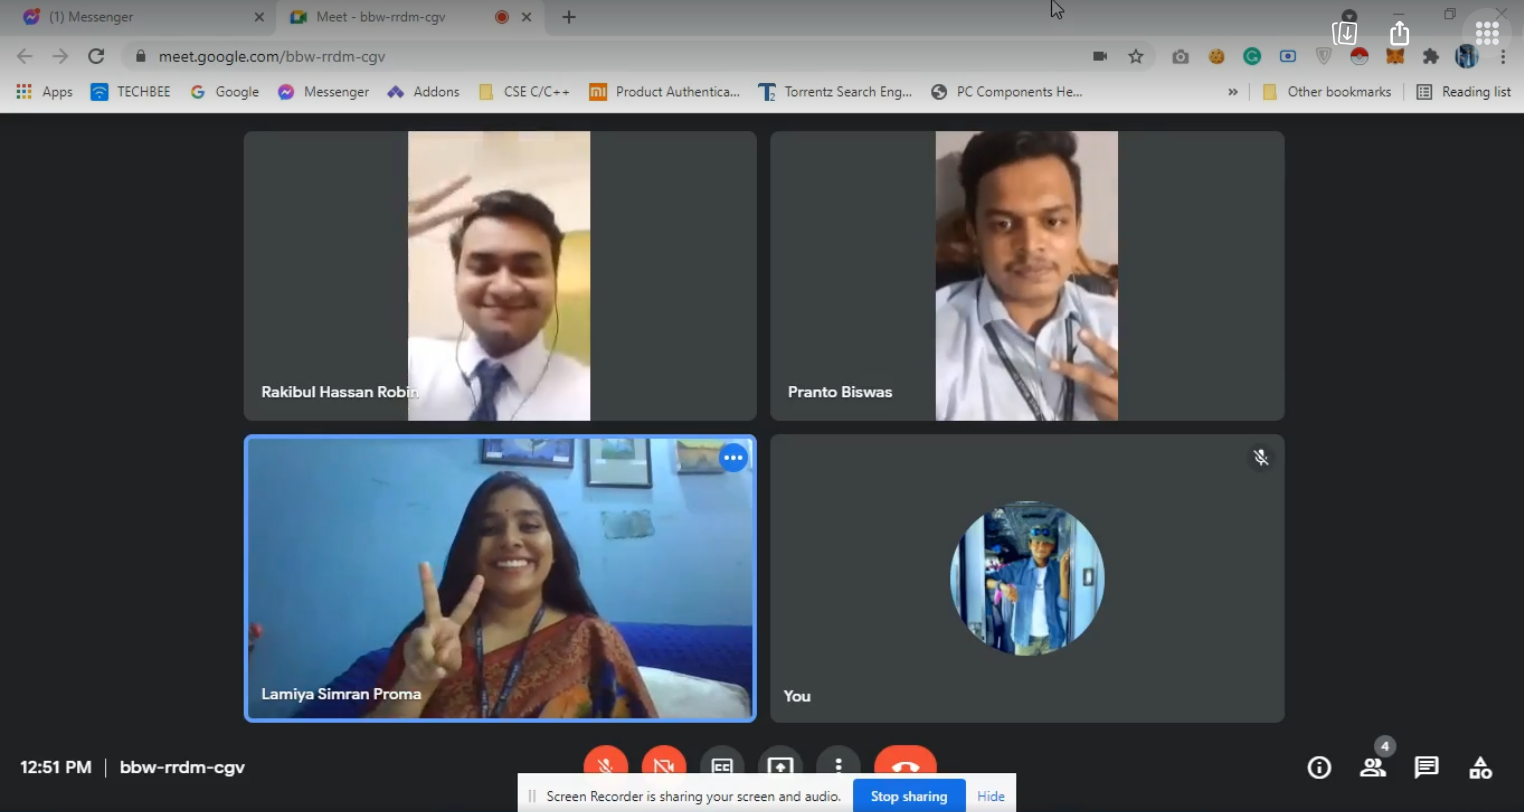 (1) Messenger
Meet - bbw-rrdm-cgv
meet.google.com/bbw-rrdm-cgv
Apps TECHBEE Google Messenger Addons CSE C/C++ Product Authentica... Torrentz Search Eng... PC Components He... » Other bookmarks Reading list
Rakibul Hassan Robin
Pranto Biswas
Lamiya Simran Proma
You
12:51 PM | bbw-rrdm-cgv
CC
4
Screen Recorder is sharing your screen and audio. Stop sharing Hide